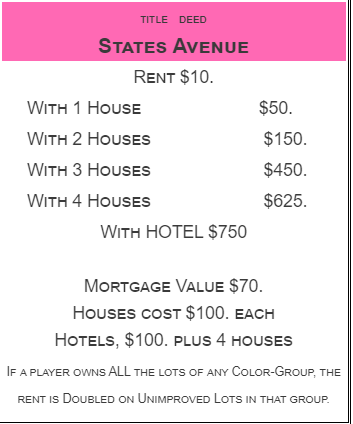 TITLE DEED
STATES AVENUE
RENT $10.
WITH 1 HOUSE $50.
WITH 2 HOUSES $150.
WITH 3 HOUSES $450.
WITH 4 HOUSES $625.
WITH HOTEL $750
MORTGAGE VALUE $70.
HOUSES COST $100. EACH
HOTELS, $100. PLUS 4 HOUSES
IF A PLAYER OWNS ALL THE LOTS OF ANY COLOR-GROUP, THE
RENT IS DOUBLED ON UNIMPROVED LOTS IN THAT GROUP.